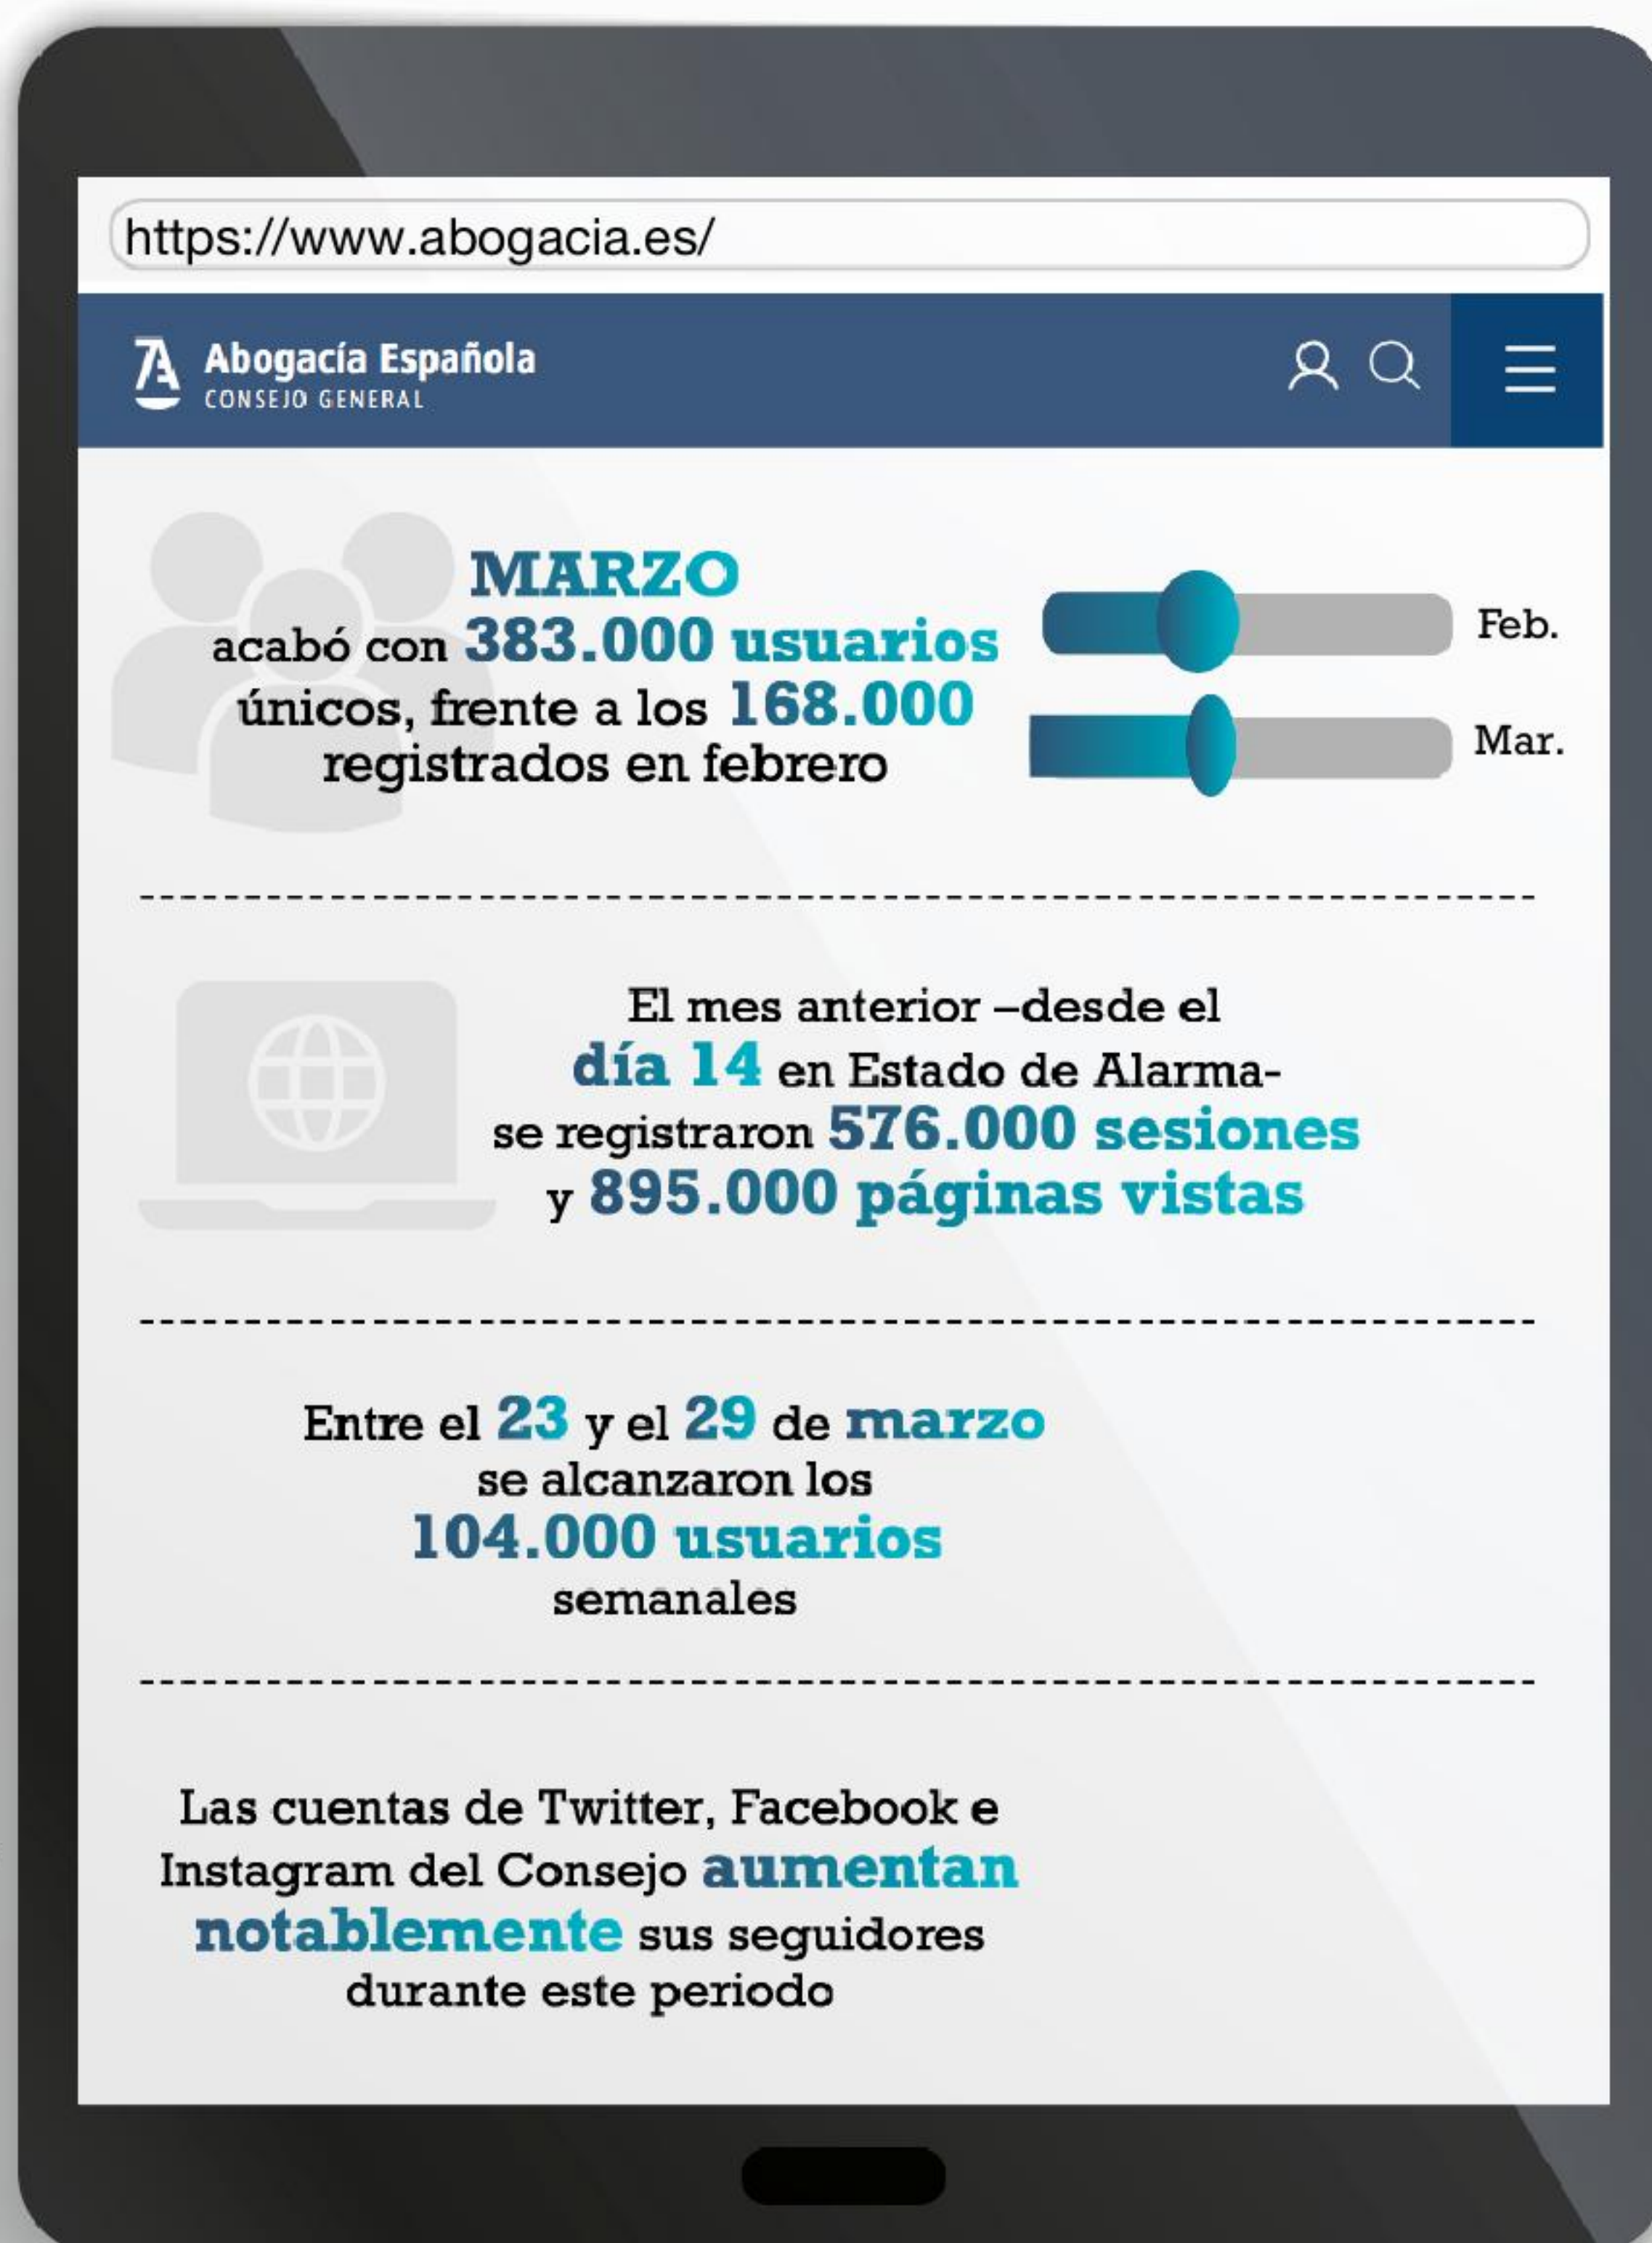 https://www.abogacia.es/
Abogacía Española
CONSEJO GENERAL
MARZO
acabó con 383.000 usuarios
únicos, frente a los 168.000
registrados en febrero
Feb.
Mar.
El mes anterior –desde el
día 14 en Estado de Alarma-
se registraron 576.000 sesiones
y 895.000 páginas vistas
Entre el 23 y el 29 de marzo
se alcanzaron los
104.000 usuarios
semanales
Las cuentas de Twitter, Facebook e
Instagram del Consejo aumentan
notablemente sus seguidores
durante este periodo